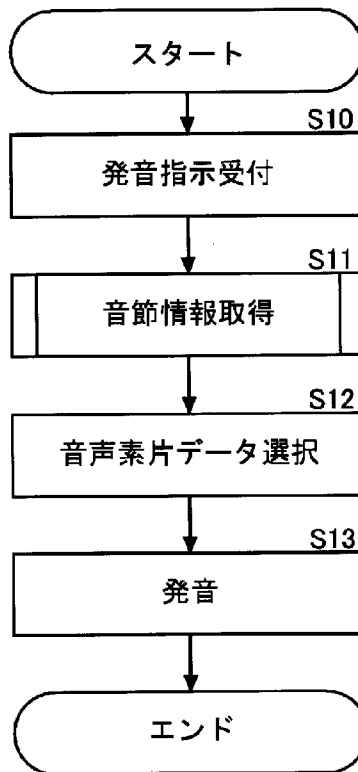 スタート
S10
発音指示受付
S11
音節情報取得
S12
音声素片データ選択
S13
発音
エンド